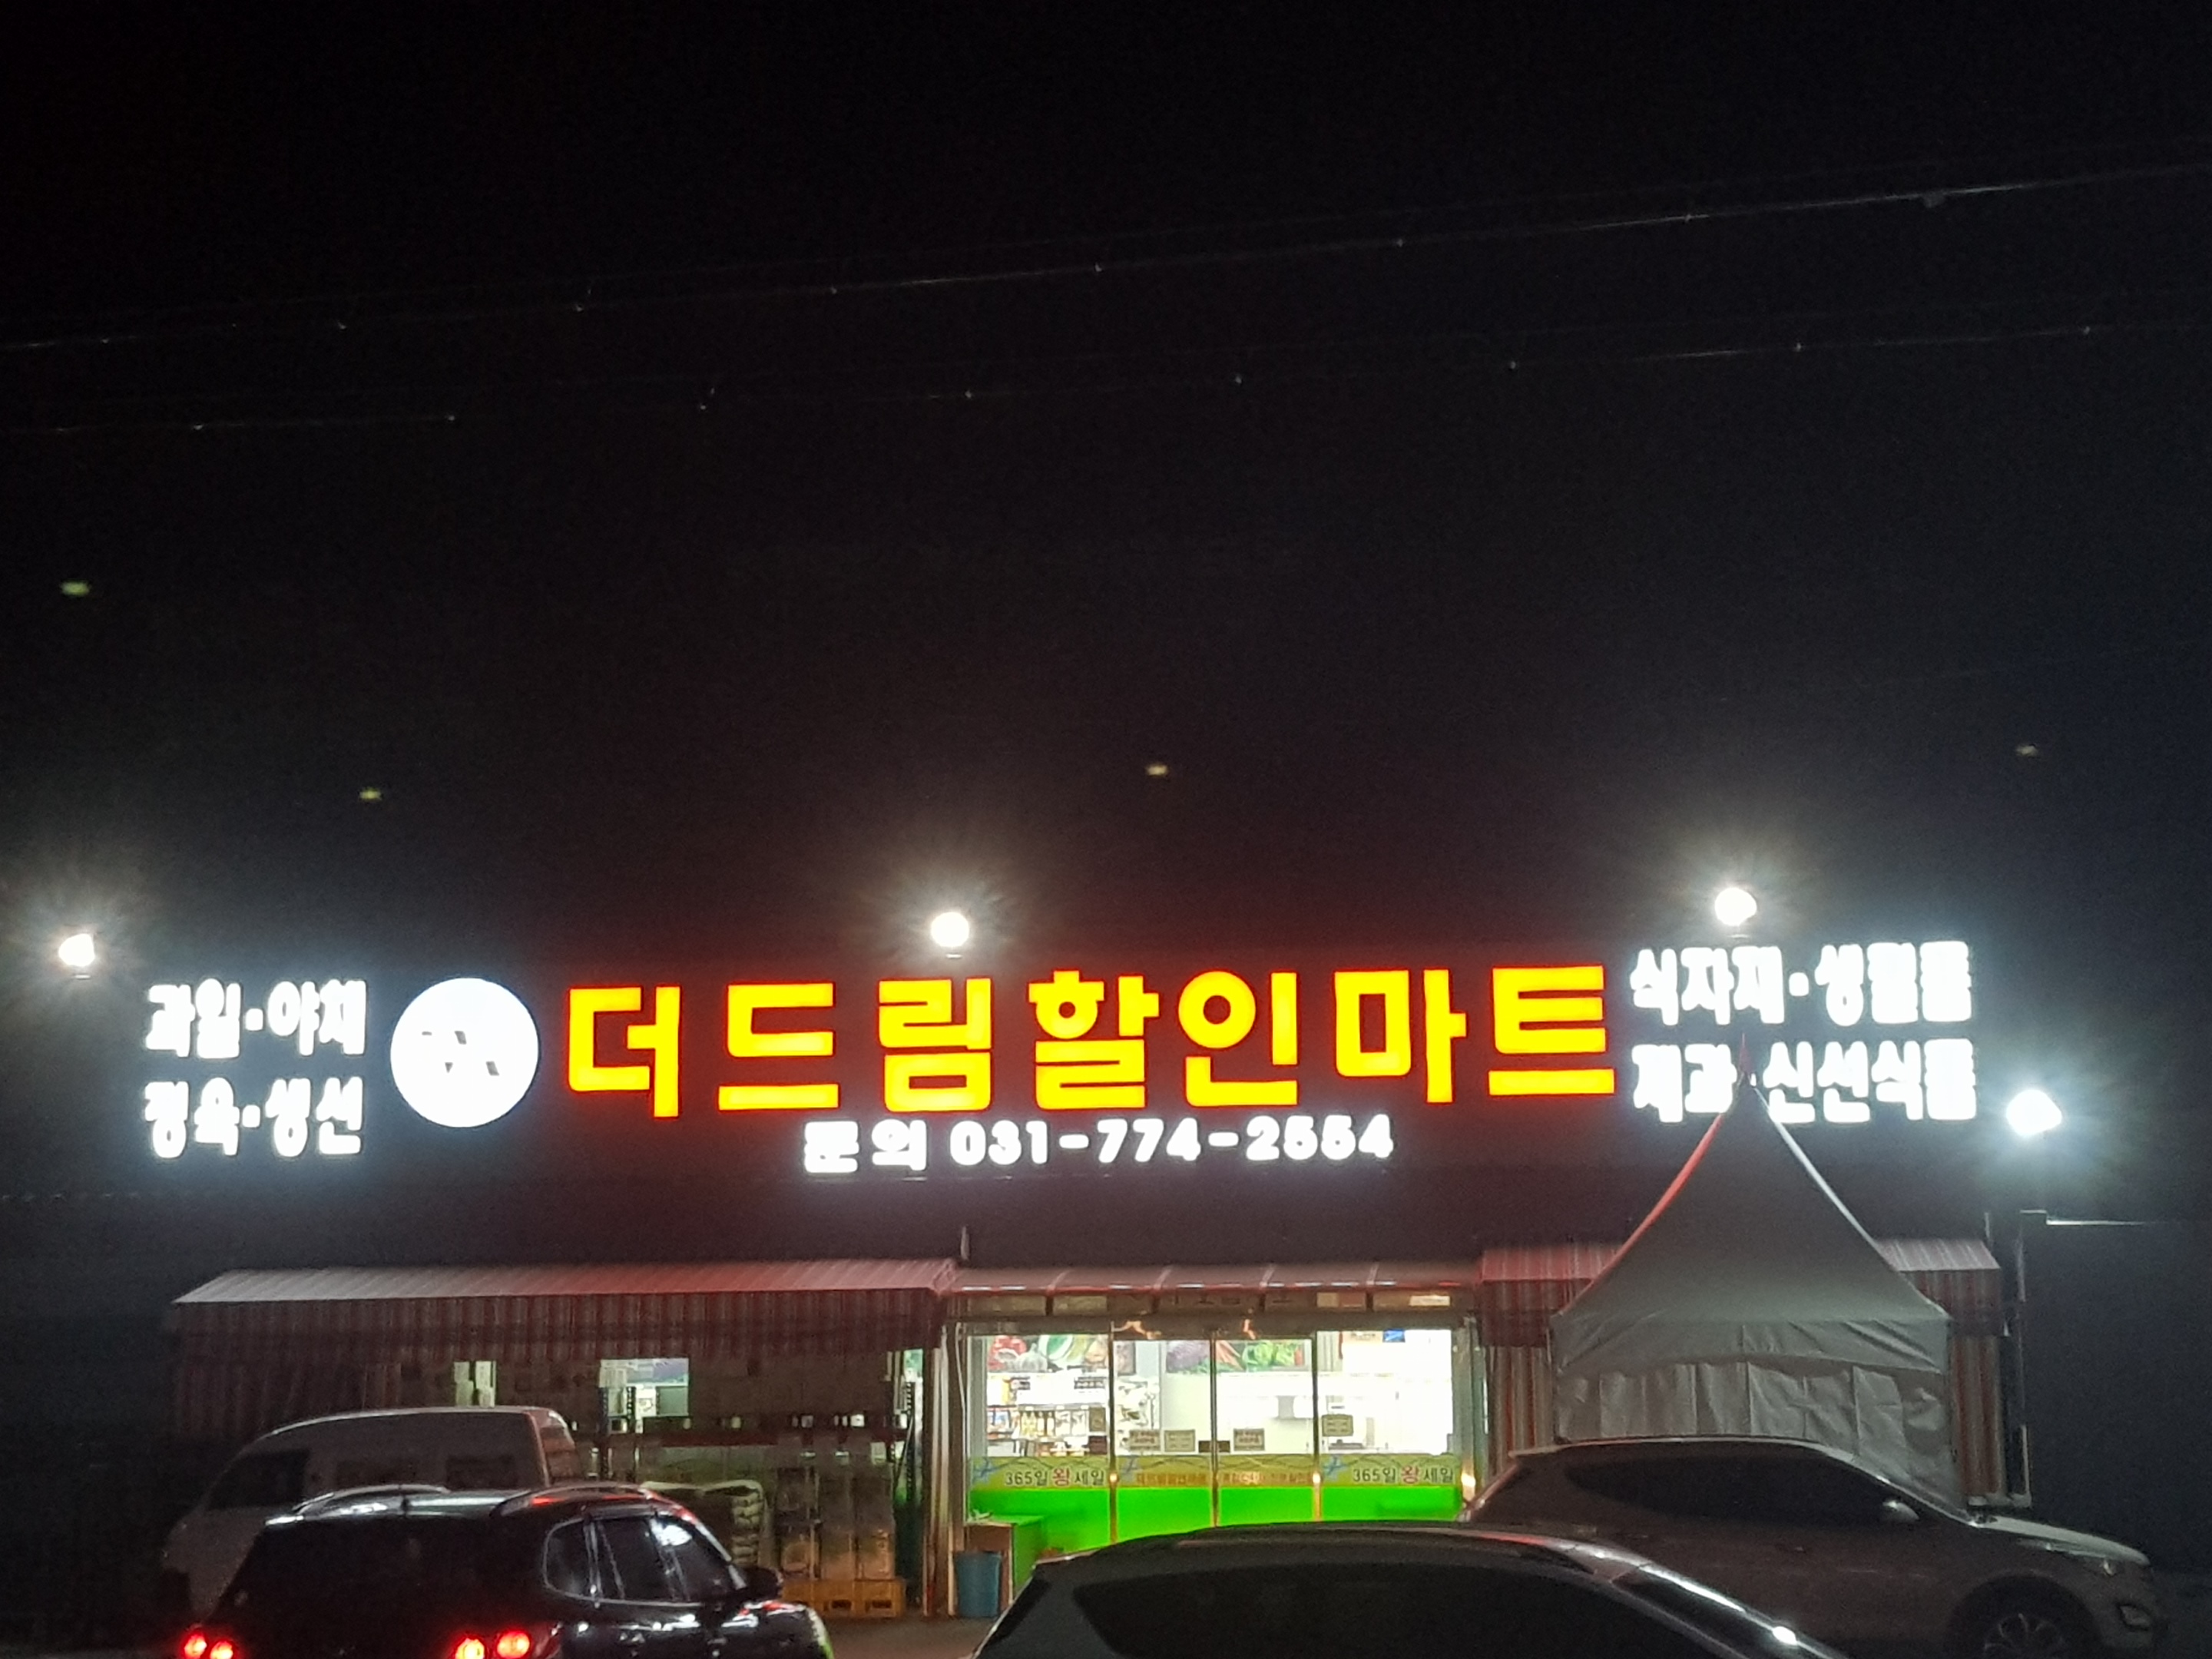 과일·야채
정육·생선
더드림할인마트
문의 031-774-2554
식자재·생필품
제과·신선식품
365일 왕세일
365일 왕세일